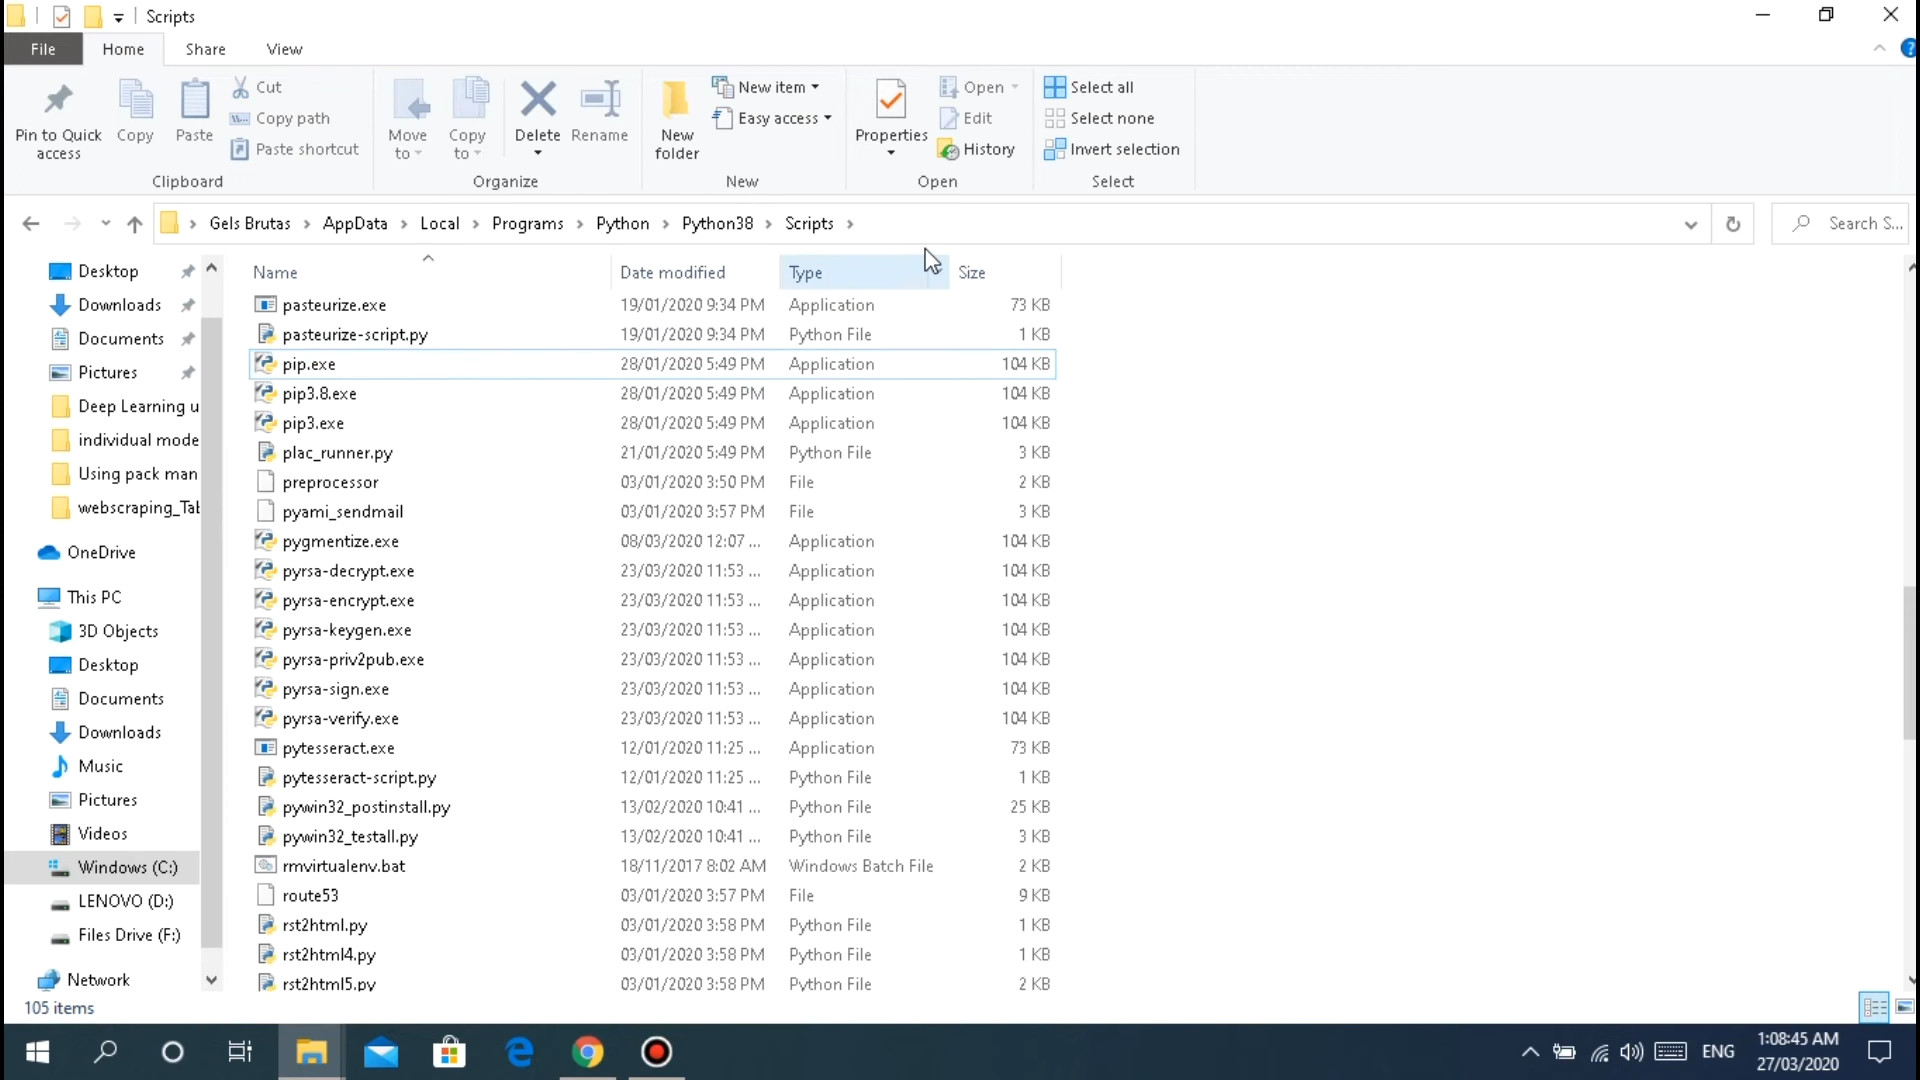 Scripts
File Home Share View
Pin to Quick access
Copy
Paste
Cut
Copy path
Paste shortcut
Clipboard
Move to
Copy to
Delete
Rename
Organize
New folder
New item
Easy access
New
Properties
Open
Edit
History
Open
Select all
Select none
Invert selection
Select
Gels Brutas > AppData > Local > Programs > Python > Python38 > Scripts >
Search S...
Desktop
Downloads
Documents
Pictures
Deep Learning u
individual mode
Using pack man
webscraping_Tab
OneDrive
This PC
3D Objects
Desktop
Documents
Downloads
Music
Pictures
Videos
Windows (C:)
LENOVO (D:)
Files Drive (F:)
Network
Name Date modified Type Size
pasteurize.exe 19/01/2020 9:34 PM Application 73 KB
pasteurize-script.py 19/01/2020 9:34 PM Python File 1 KB
pip.exe 28/01/2020 5:49 PM Application 104 KB
pip3.8.exe 28/01/2020 5:49 PM Application 104 KB
pip3.exe 28/01/2020 5:49 PM Application 104 KB
plac_runner.py 21/01/2020 5:49 PM Python File 3 KB
preprocessor 03/01/2020 3:50 PM File 2 KB
pyami_sendmail 03/01/2020 3:57 PM File 3 KB
pygmentize.exe 08/03/2020 12:07 ... Application 104 KB
pyrsa-decrypt.exe 23/03/2020 11:53 ... Application 104 KB
pyrsa-encrypt.exe 23/03/2020 11:53 ... Application 104 KB
pyrsa-keygen.exe 23/03/2020 11:53 ... Application 104 KB
pyrsa-priv2pub.exe 23/03/2020 11:53 ... Application 104 KB
pyrsa-sign.exe 23/03/2020 11:53 ... Application 104 KB
pyrsa-verify.exe 23/03/2020 11:53 ... Application 104 KB
pytesseract.exe 12/01/2020 11:25 ... Application 73 KB
pytesseract-script.py 12/01/2020 11:25 ... Python File 1 KB
pywin32_postinstall.py 13/02/2020 10:41 ... Python File 25 KB
pywin32_testall.py 13/02/2020 10:41 ... Python File 3 KB
rmvirtualenv.bat 18/11/2017 8:02 AM Windows Batch File 2 KB
route53 03/01/2020 3:57 PM File 9 KB
rst2html.py 03/01/2020 3:58 PM Python File 1 KB
rst2html4.py 03/01/2020 3:58 PM Python File 1 KB
rst2html5.py 03/01/2020 3:58 PM Python File 2 KB
105 items
ENG
1:08:45 AM
27/03/2020